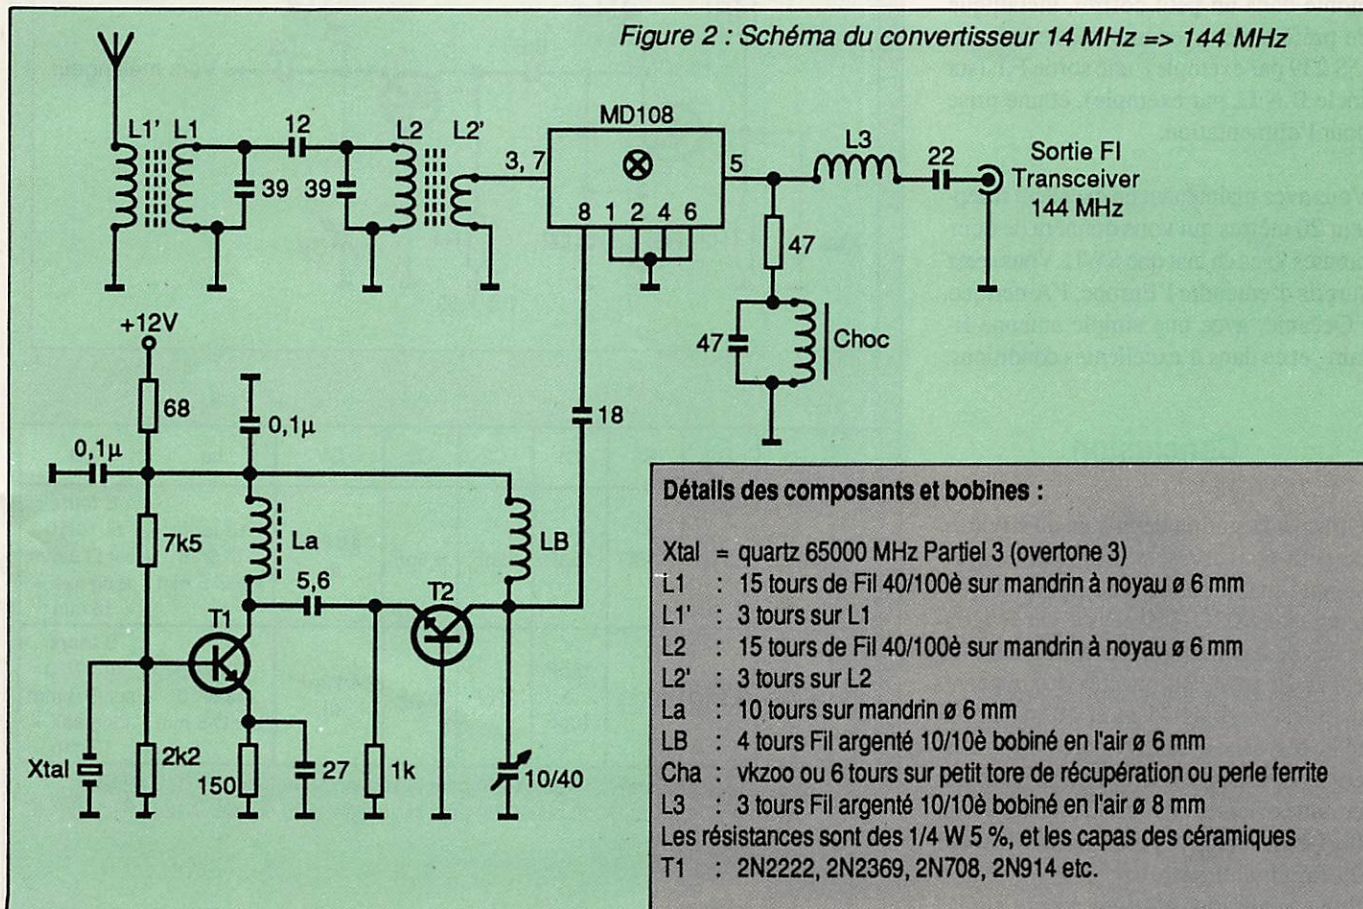 Figure 2 : Schéma du convertisseur 14 MHz => 144 MHz
L1' L1 12 L2 L2'
39 39
3, 7
MD108
5
8 1 2 4 6
L3
22
Sortie FI
Transceiver
144 MHz
47
47
Choc
18
+12V
68
0,1µ
0,1µ
7k5
La
LB
5,6
T1
T2
Xtal
2k2
150
27
1k
10/40
Détails des composants et bobines :
Xtal = quartz 65000 MHz Partiel 3 (overtone 3)
L1 : 15 tours de Fil 40/100è sur mandrin à noyau ø 6 mm
L1' : 3 tours sur L1
L2 : 15 tours de Fil 40/100è sur mandrin à noyau ø 6 mm
L2' : 3 tours sur L2
La : 10 tours sur mandrin ø 6 mm
LB : 4 tours Fil argenté 10/10è bobiné en l'air ø 6 mm
Cha : vkzoo ou 6 tours sur petit tore de récupération ou perle ferrite
L3 : 3 tours Fil argenté 10/10è bobiné en l'air ø 8 mm
Les résistances sont des 1/4 W 5 %, et les capas des céramiques
T1 : 2N2222, 2N2369, 2N708, 2N914 etc.